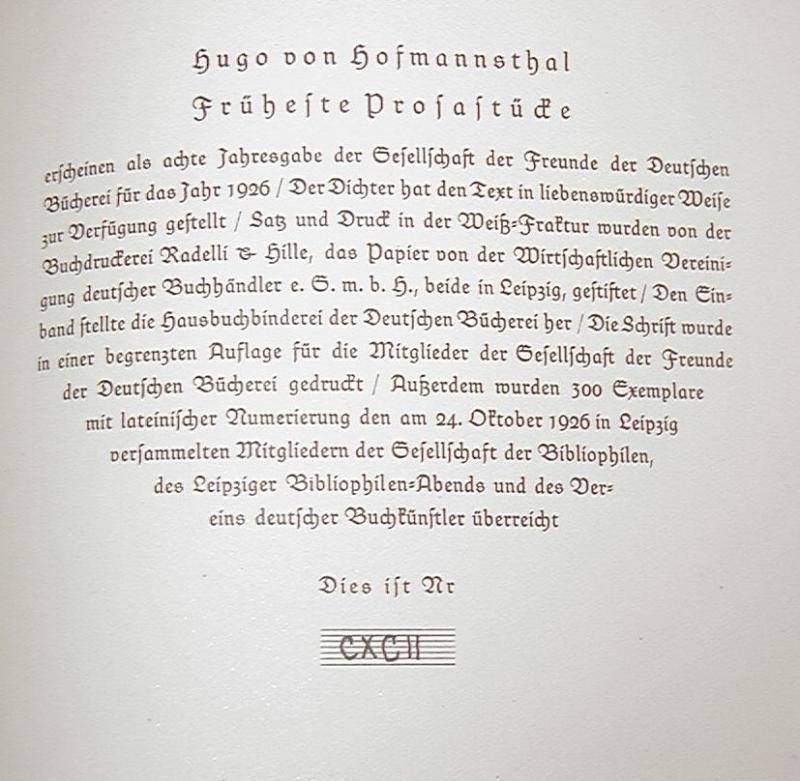 Hugo von Hofmannsthal
Früheſte Proſaſtücke
erſcheinen als achte Jahresgabe der Geſellſchaft der Freunde der Deutſchen
Bücherei für das Jahr 1926 / Der Dichter hat den Text in liebenswürdiger Weiſe
zur Verfügung geſtellt / Satz und Druck in der Weiß-Fraktur wurden von der
Buchdruckerei Radelli & Hille, das Papier von der Wirtſchaftlichen Vereini-
gung deutſcher Buchhändler e. G. m. b. H., beide in Leipzig, geſtiftet / Den Ein-
band ſtellte die Hausbuchbinderei der Deutſchen Bücherei her / Die Schrift wurde
in einer begrenzten Auflage für die Mitglieder der Geſellſchaft der Freunde
der Deutſchen Bücherei gedruckt / Außerdem wurden 300 Exemplare
mit lateiniſcher Numerierung den am 24. Oktober 1926 in Leipzig
verſammelten Mitgliedern der Geſellſchaft der Bibliophilen,
des Leipziger Bibliophilen-Abends und des Ver-
eins deutſcher Buchkünſtler überreicht
Dies iſt Nr
CXCII